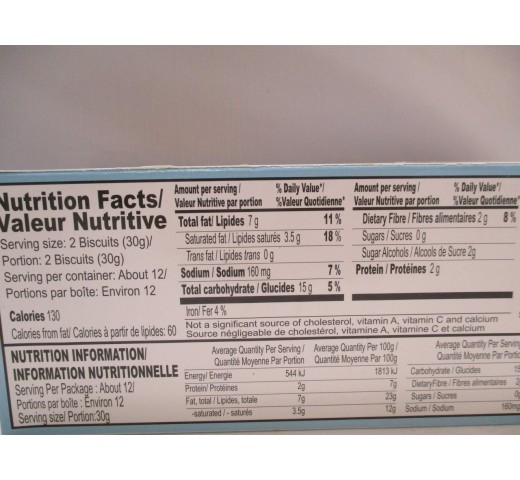 Nutrition Facts/
Valeur Nutritive
Serving size: 2 Biscuits (30g)/
Portion: 2 Biscuits (30g)
Serving per container: About 12/
Portions par boîte: Environ 12
Calories 130
Calories from fat/ Calories à partir de lipides: 60
Amount per serving / % Daily Value*/
Valeur Nutritive par portion %Valeur Quotidienne*
Total fat/ Lipides 7 g 11 %
Saturated fat / Lipides saturés 3.5 g 18 %
Trans fat / Lipides trans 0 g
Sodium / Sodium 160 mg 7 %
Total carbohydrate / Glucides 15 g 5 %
Amount per serving / % Daily Value*/
Valeur Nutritive par portion %Valeur Quotidienne*
Dietary Fibre / Fibres alimentaires 2 g 8 %
Sugars / Sucres 0g
Sugar Alcohols / Alcools de Sucre 2g
Protein / Protéines 2 g
Iron/ Fer 4 %
Not a significant source of cholesterol, vitamin A, vitamin C and calcium
Source négligeable de cholestérol, vitamine A, vitamine C et calcium
NUTRITION INFORMATION/
INFORMATION NUTRITIONNELLE
Serving Per Package : About 12/
Portions par boîte : Environ 12
Serving size/ Portion:30g
Average Quantity Per Serving / Average Quantity Per 100g /
Quantité Moyenne Par Portion Quantité Moyenne Par 100g
Energy/ Energie 544 kJ 1813 kJ
Protein/ Protéines 2g 7g
Fat, total / Lipides, totale 7g 23g
-saturated / - saturés 3.5g 12g
Average Quantity Per Serving /
Quantité Moyenne Par Portio
Carbohydrate / Glucides 15
Dietary Fibre / Fibres alimentaires 2
Sugars / Sucres 0g
Sodium / Sodium 160mg